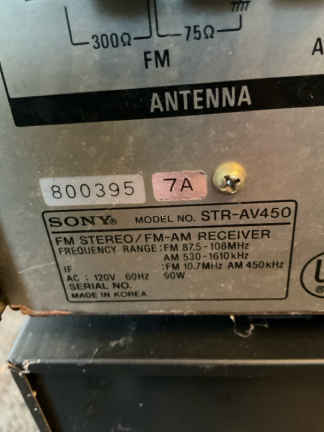 300Ω 75Ω
FM
A
ANTENNA
800395 7A
SONY® MODEL NO. STR-AV450
FM STEREO/FM-AM RECEIVER
FREQUENCY RANGE :FM 87.5-108MHz
AM 530-1610kHz
IF :FM 10.7MHz AM 450kHz
AC : 120V 60Hz 90W
SERIAL NO.
MADE IN KOREA
U